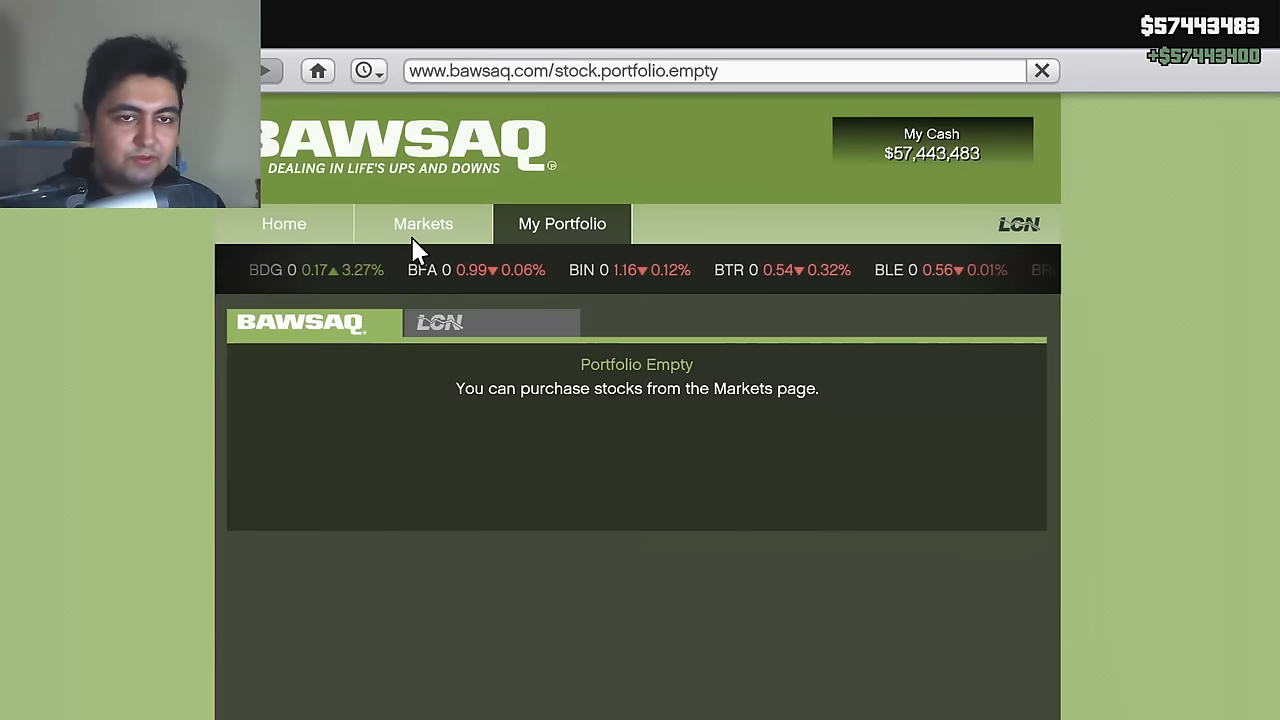 $57443483
+$57443400
www.bawsaq.com/stock.portfolio.empty
BAWSAQ
DEALING IN LIFE'S UPS AND DOWNS
My Cash
$57,443,483
Home
Markets
My Portfolio
LCN
BDG 0 0.17▲3.27%
BFA 0 0.99▼0.06%
BIN 0 1.16▼0.12%
BTR 0 0.54▼0.32%
BLE 0 0.56▼0.01%
BAWSAQ
LCN
Portfolio Empty
You can purchase stocks from the Markets page.